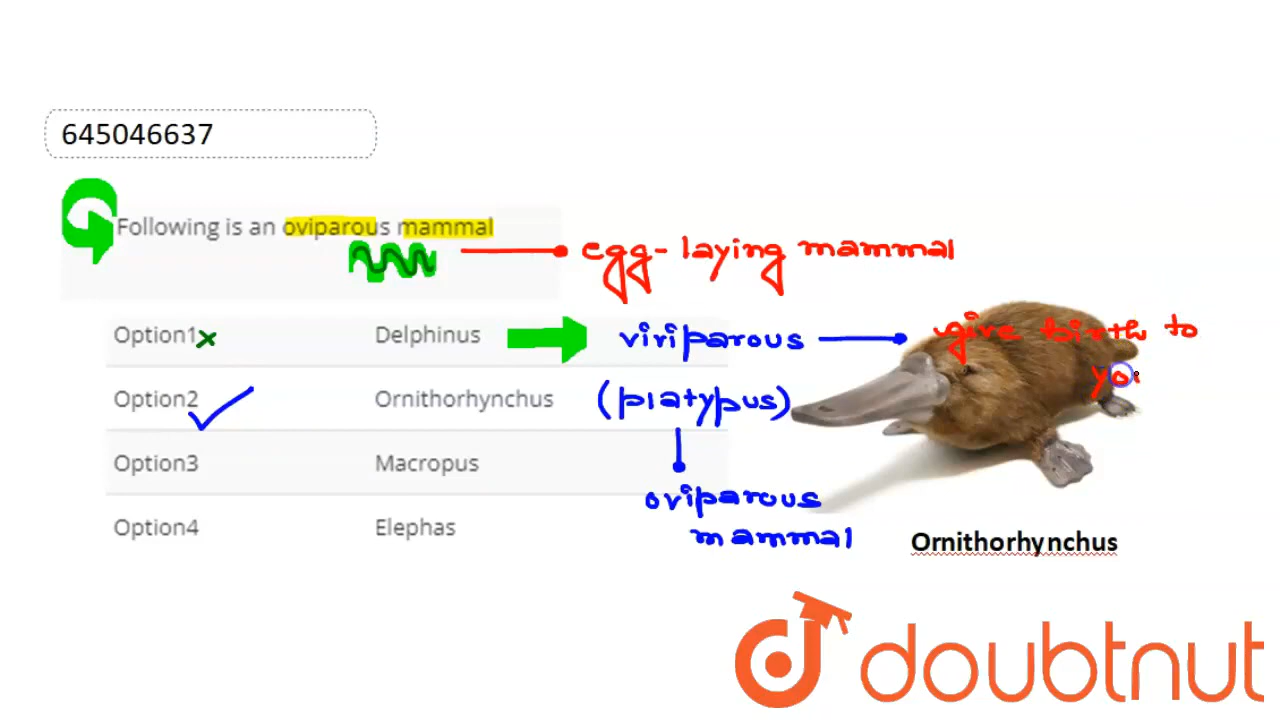 645046637
Following is an oviparous mammal
egg-laying mammal
Option1 x Delphinus viviparous give birth to
you
Option2 Ornithorhynchus (platypus)
Option3 Macropus
oviparous
mammal
Option4 Elephas
Ornithorhynchus
doubtnut